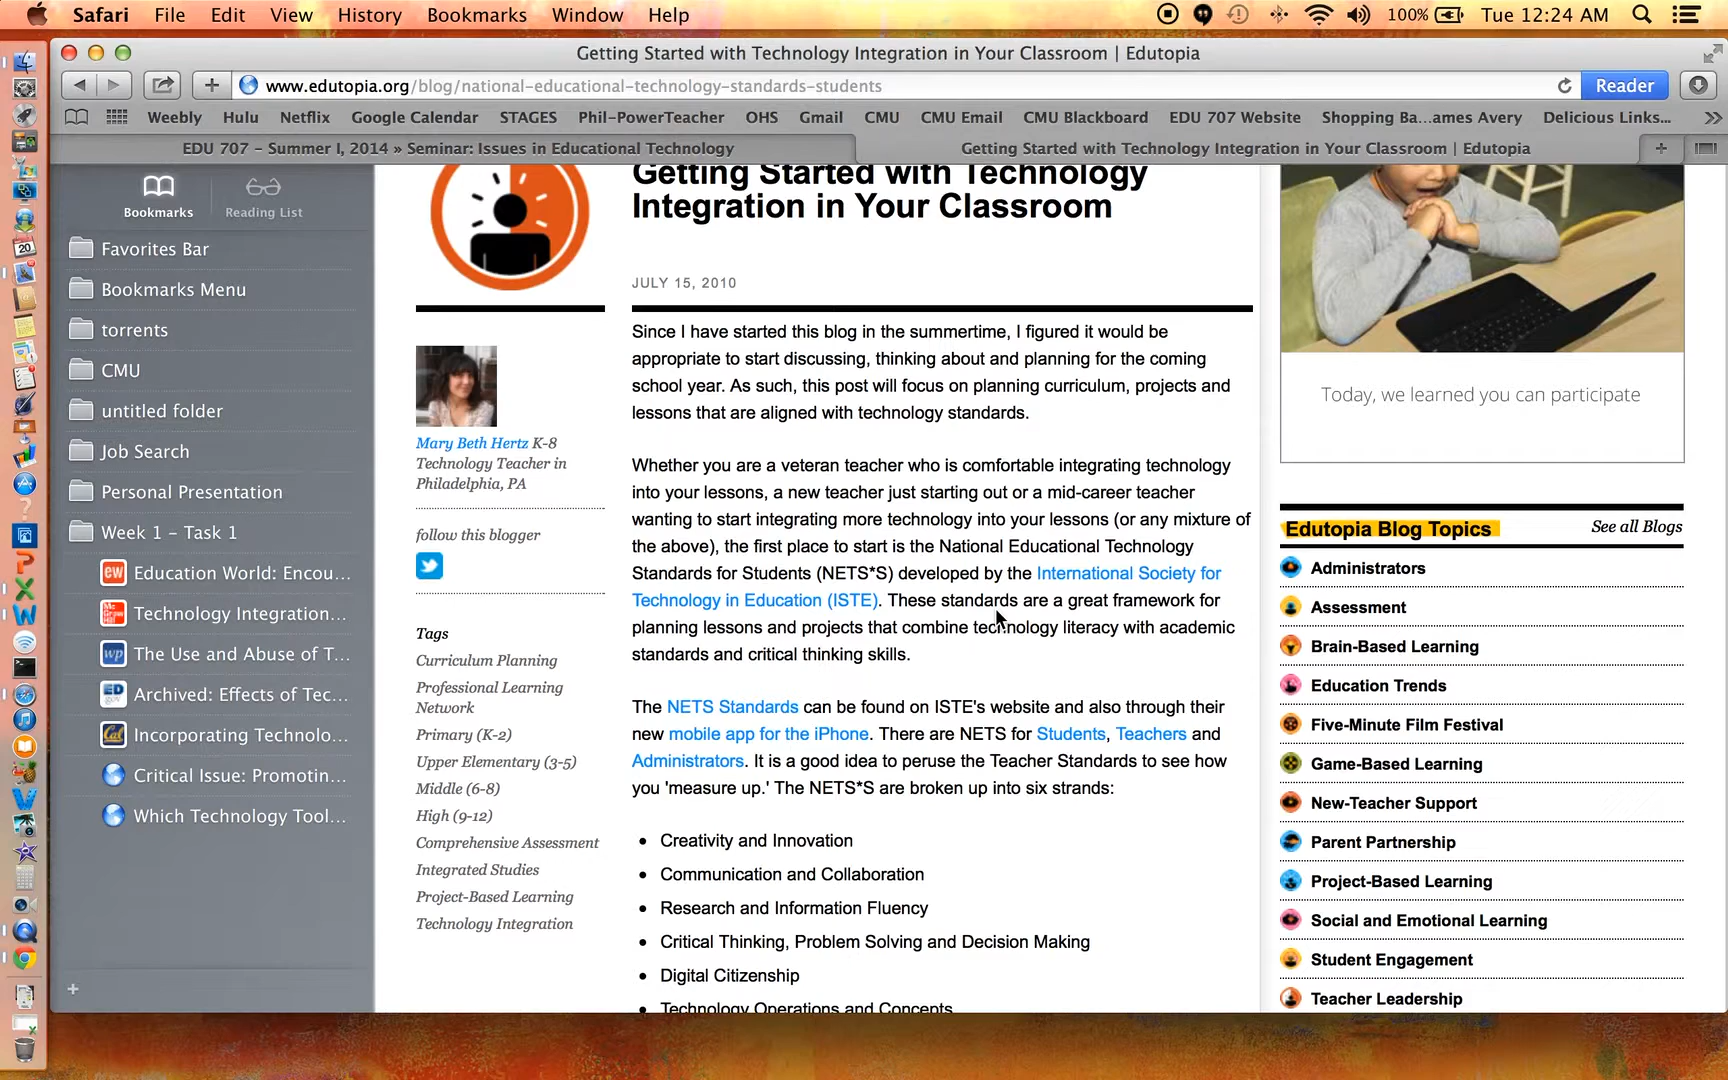 Safari File Edit View History Bookmarks Window Help 100% Tue 12:24 AM
Getting Started with Technology Integration in Your Classroom | Edutopia
www.edutopia.org/blog/national-educational-technology-standards-students Reader
Weebly Hulu Netflix Google Calendar STAGES Phil-PowerTeacher OHS Gmail CMU CMU Email CMU Blackboard EDU 707 Website Shopping Ba...ames Avery Delicious Links...
EDU 707 – Summer I, 2014 » Seminar: Issues in Educational Technology
Getting Started with Technology Integration in Your Classroom | Edutopia
Bookmarks
Reading List
Favorites Bar
Bookmarks Menu
torrents
CMU
untitled folder
Job Search
Personal Presentation
Week 1 – Task 1
ew Education World: Encou...
Technology Integration...
wp The Use and Abuse of T...
ED Archived: Effects of Tec...
Cal Incorporating Technolo...
Critical Issue: Promotin...
Which Technology Tool...
20
Mary Beth Hertz K-8
Technology Teacher in
Philadelphia, PA
follow this blogger
Tags
Curriculum Planning
Professional Learning
Network
Primary (K-2)
Upper Elementary (3-5)
Middle (6-8)
High (9-12)
Comprehensive Assessment
Integrated Studies
Project-Based Learning
Technology Integration
Getting Started with Technology
Integration in Your Classroom
JULY 15, 2010
Since I have started this blog in the summertime, I figured it would be
appropriate to start discussing, thinking about and planning for the coming
school year. As such, this post will focus on planning curriculum, projects and
lessons that are aligned with technology standards.
Whether you are a veteran teacher who is comfortable integrating technology
into your lessons, a new teacher just starting out or a mid-career teacher
wanting to start integrating more technology into your lessons (or any mixture of
the above), the first place to start is the National Educational Technology
Standards for Students (NETS*S) developed by the International Society for
Technology in Education (ISTE). These standards are a great framework for
planning lessons and projects that combine technology literacy with academic
standards and critical thinking skills.
The NETS Standards can be found on ISTE's website and also through their
new mobile app for the iPhone. There are NETS for Students, Teachers and
Administrators. It is a good idea to peruse the Teacher Standards to see how
you 'measure up.' The NETS*S are broken up into six strands:
• Creativity and Innovation
• Communication and Collaboration
• Research and Information Fluency
• Critical Thinking, Problem Solving and Decision Making
• Digital Citizenship
• Technology Operations and Concepts
Today, we learned you can participate
Edutopia Blog Topics See all Blogs
Administrators
Assessment
Brain-Based Learning
Education Trends
Five-Minute Film Festival
Game-Based Learning
New-Teacher Support
Parent Partnership
Project-Based Learning
Social and Emotional Learning
Student Engagement
Teacher Leadership